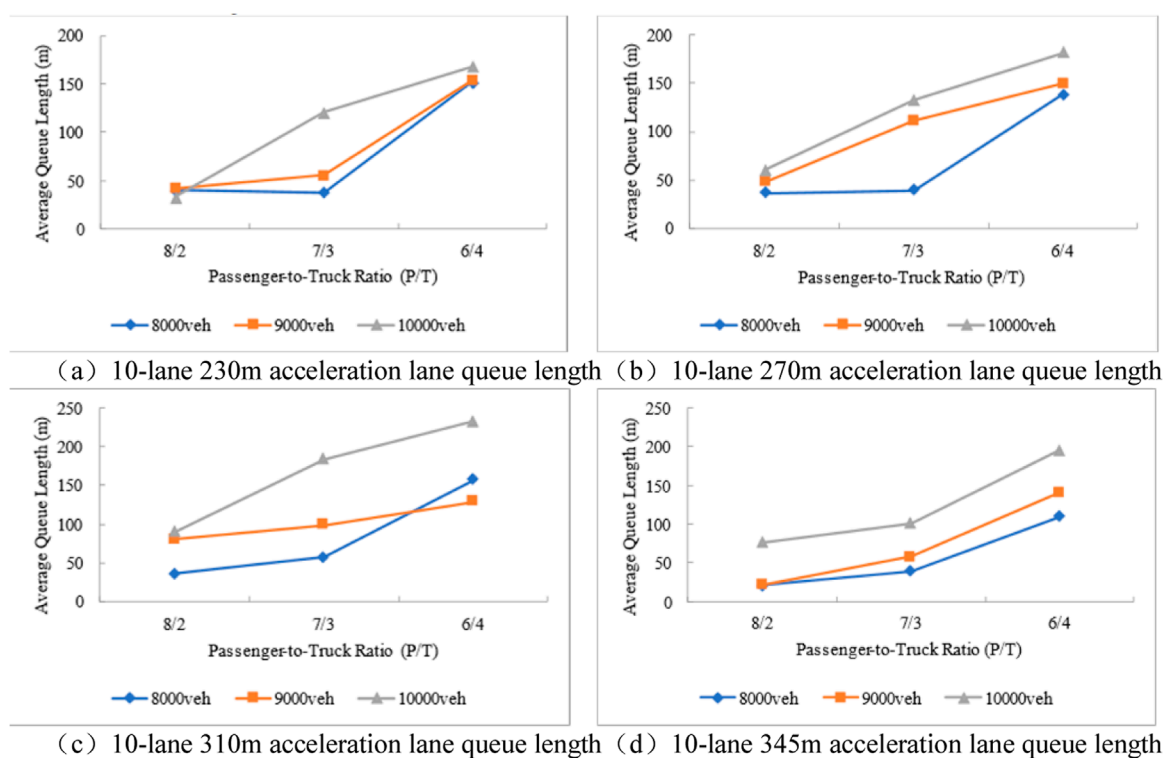 Average Queue Length (m)
200
150
100
50
0
8/2 7/3 6/4
Passenger-to-Truck Ratio (P/T)
8000veh 9000veh 10000veh
Average Queue Length (m)
200
150
100
50
0
8/2 7/3 6/4
Passenger-to-Truck Ratio (P/T)
8000veh 9000veh 10000veh
（a）10-lane 230m acceleration lane queue length（b）10-lane 270m acceleration lane queue length
Average Queue Length (m)
250
200
150
100
50
0
8/2 7/3 6/4
Passenger-to-Truck Ratio (P/T)
8000veh 9000veh 10000veh
Average Queue Length (m)
250
200
150
100
50
0
8/2 7/3 6/4
Passenger-to-Truck Ratio (P/T)
8000veh 9000veh 10000veh
（c）10-lane 310m acceleration lane queue length（d）10-lane 345m acceleration lane queue length